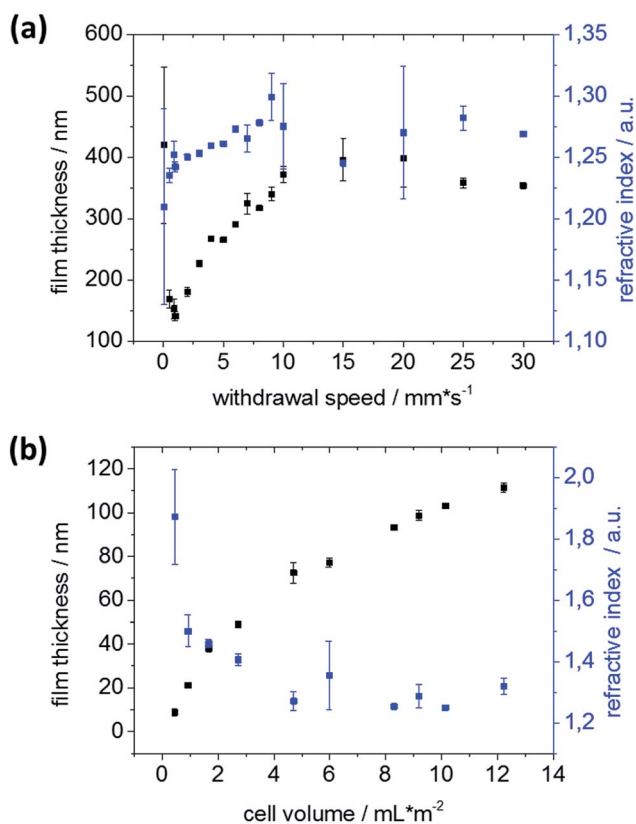 (a)
600
500
400
300
200
100
film thickness / nm
1,35
1,30
1,25
1,20
1,15
1,10
refractive index / a.u.
0 5 10 15 20 25 30
withdrawal speed / mm*s⁻¹
(b)
120
100
80
60
40
20
0
film thickness / nm
2,0
1,8
1,6
1,4
1,2
refractive index / a.u.
0 2 4 6 8 10 12 14
cell volume / mL*m⁻²